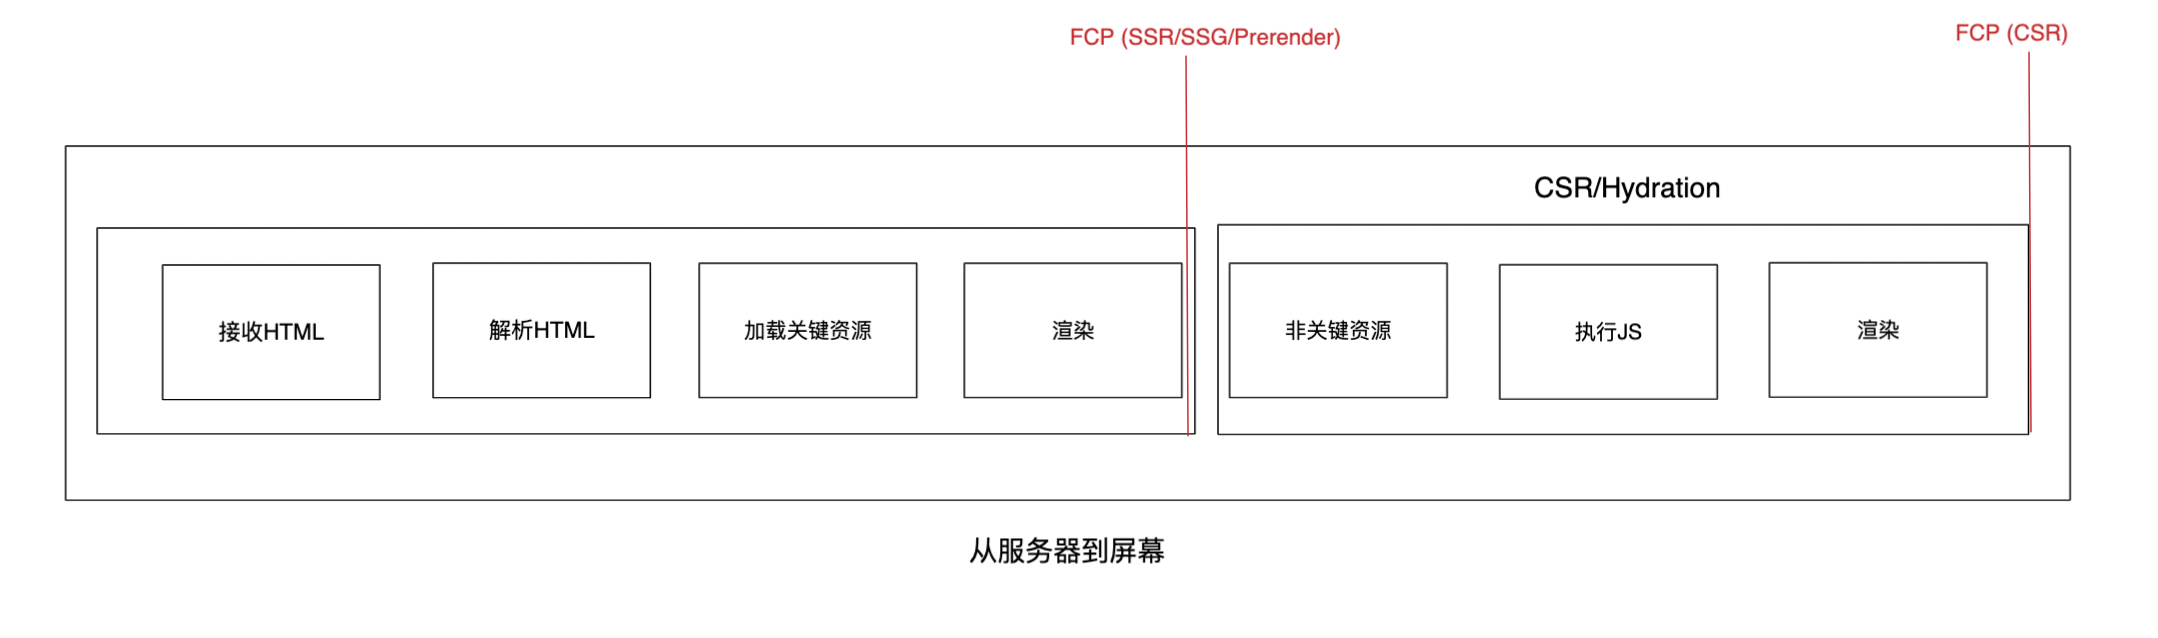 FCP (SSR/SSG/Prerender)
FCP (CSR)
CSR/Hydration
接收HTML
解析HTML
加载关键资源
渲染
非关键资源
执行JS
渲染
从服务器到屏幕